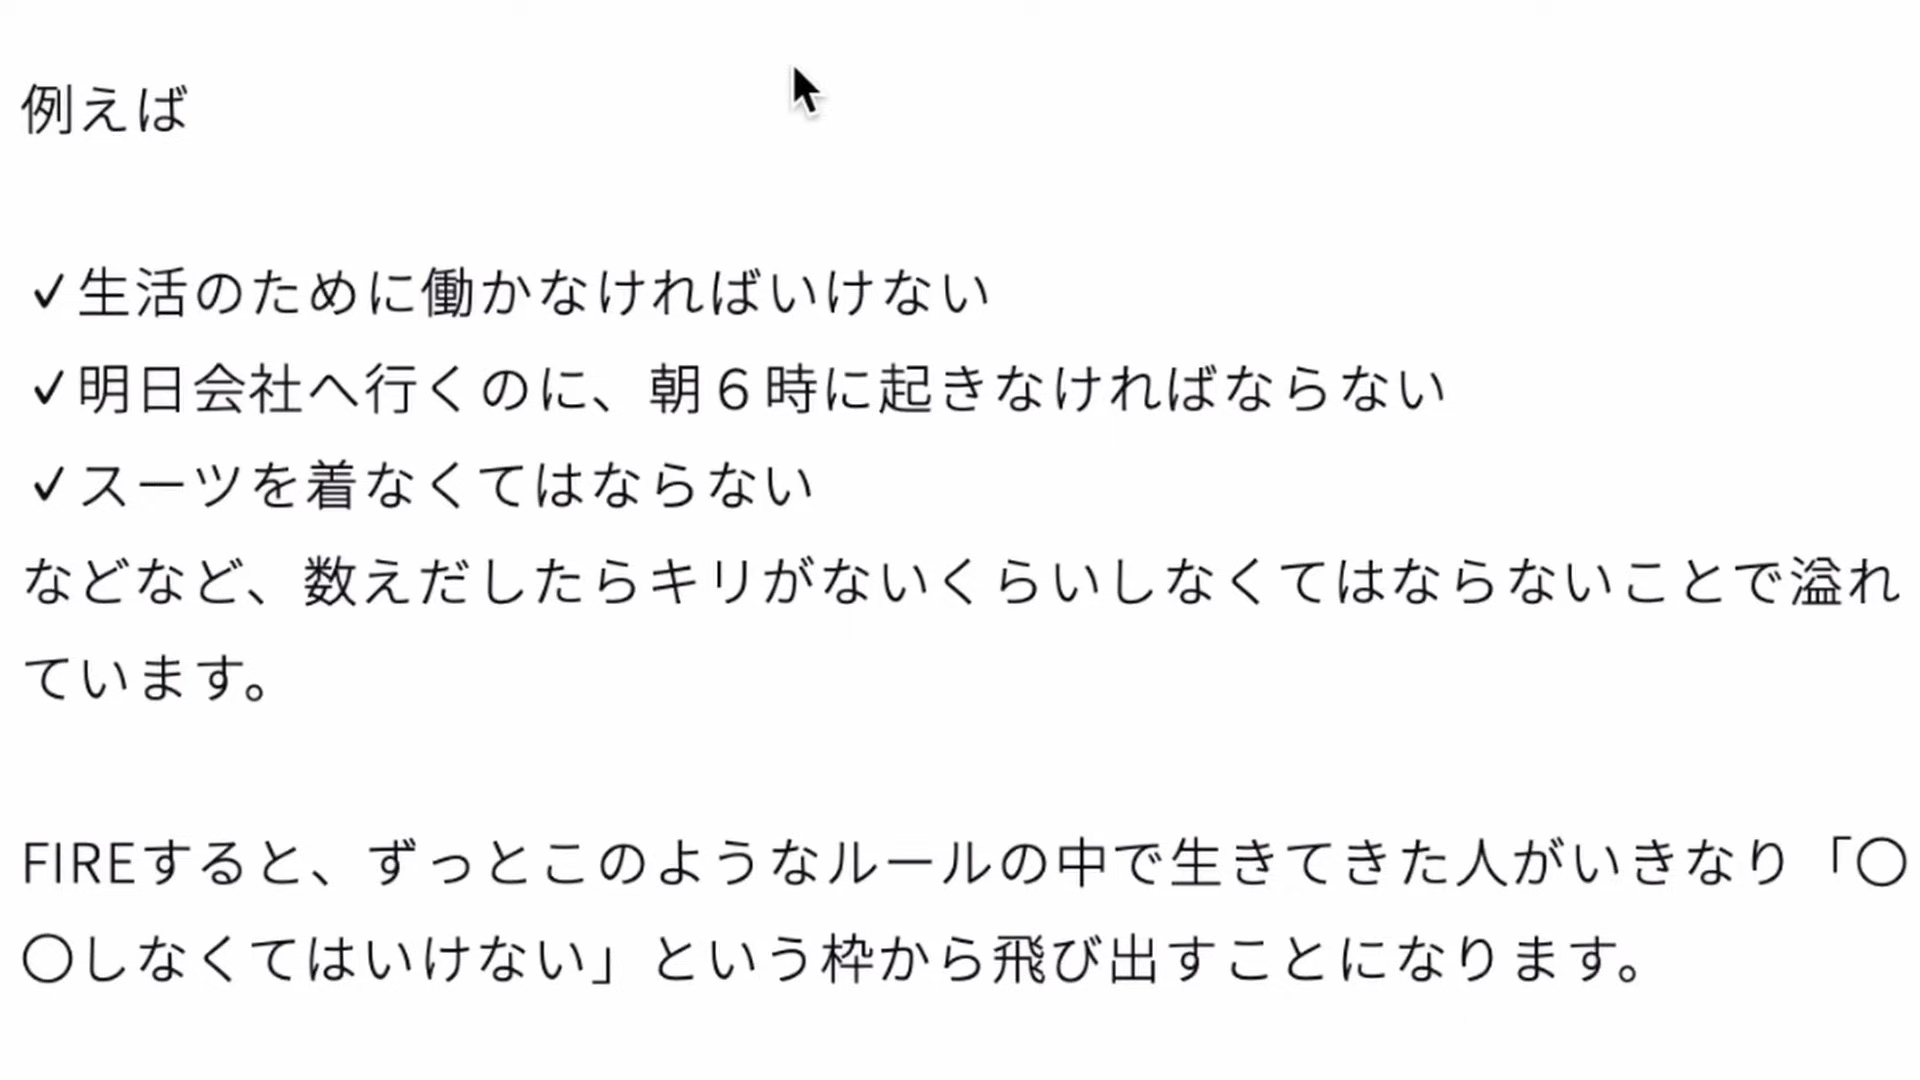 例えば
✓生活のために働かなければいけない
✓明日会社へ行くのに、朝６時に起きなければならない
✓スーツを着なくてはならない
などなど、数えだしたらキリがないくらいしなくてはならないことで溢れ
ています。
FIREすると、ずっとこのようなルールの中で生きてきた人がいきなり「〇
〇しなくてはいけない」という枠から飛び出すことになります。